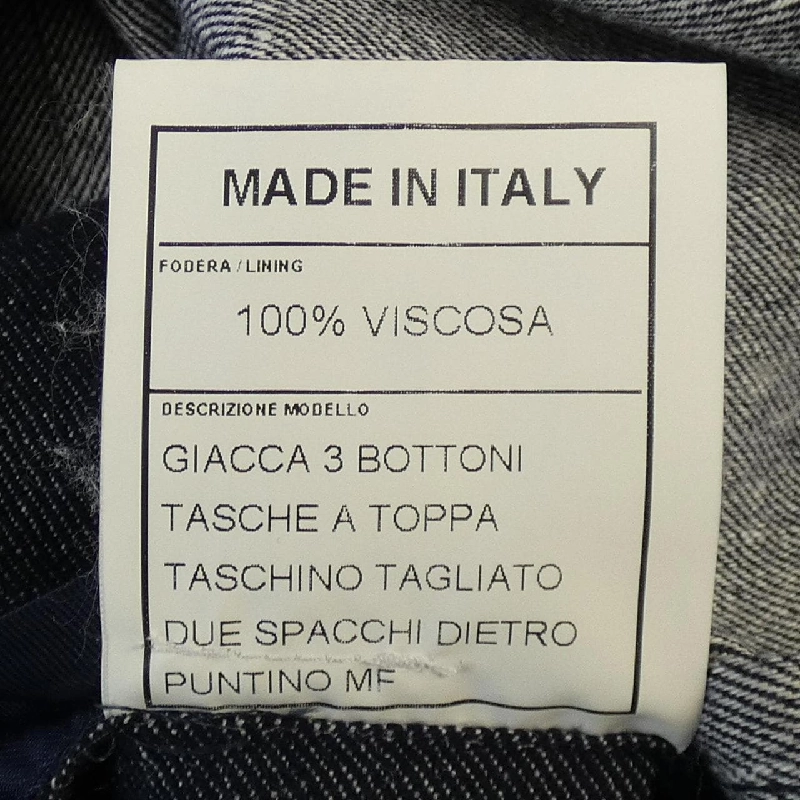 MADE IN ITALY
FODERA / LINING
100% VISCOSA
DESCRIZIONE MODELLO
GIACCA 3 BOTTONI
TASCHE A TOPPA
TASCHINO TAGLIATO
DUE SPACCHI DIETRO
PUNTINO MF